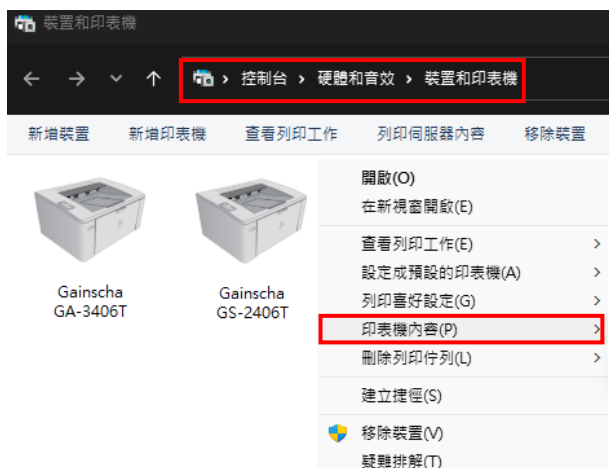 裝置和印表機
控制台 › 硬體和音效 › 裝置和印表機
新增裝置 新增印表機 查看列印工作 列印伺服器內容 移除裝置
Gainscha
GA-3406T
Gainscha
GS-2406T
開啟(O)
在新視窗開啟(E)
查看列印工作(E)
設定成預設的印表機(A)
列印喜好設定(G)
印表機內容(P)
刪除列印佇列(L)
建立捷徑(S)
移除裝置(V)
疑難排解(T)